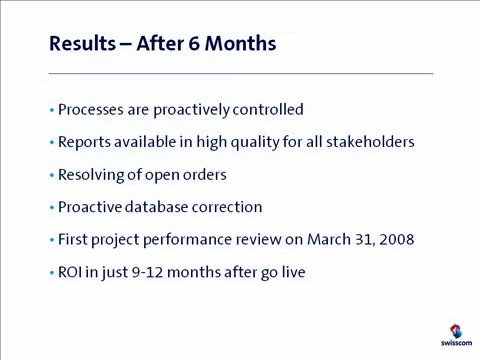 Results – After 6 Months
• Processes are proactively controlled
• Reports available in high quality for all stakeholders
• Resolving of open orders
• Proactive database correction
• First project performance review on March 31, 2008
• ROI in just 9-12 months after go live
swisscom